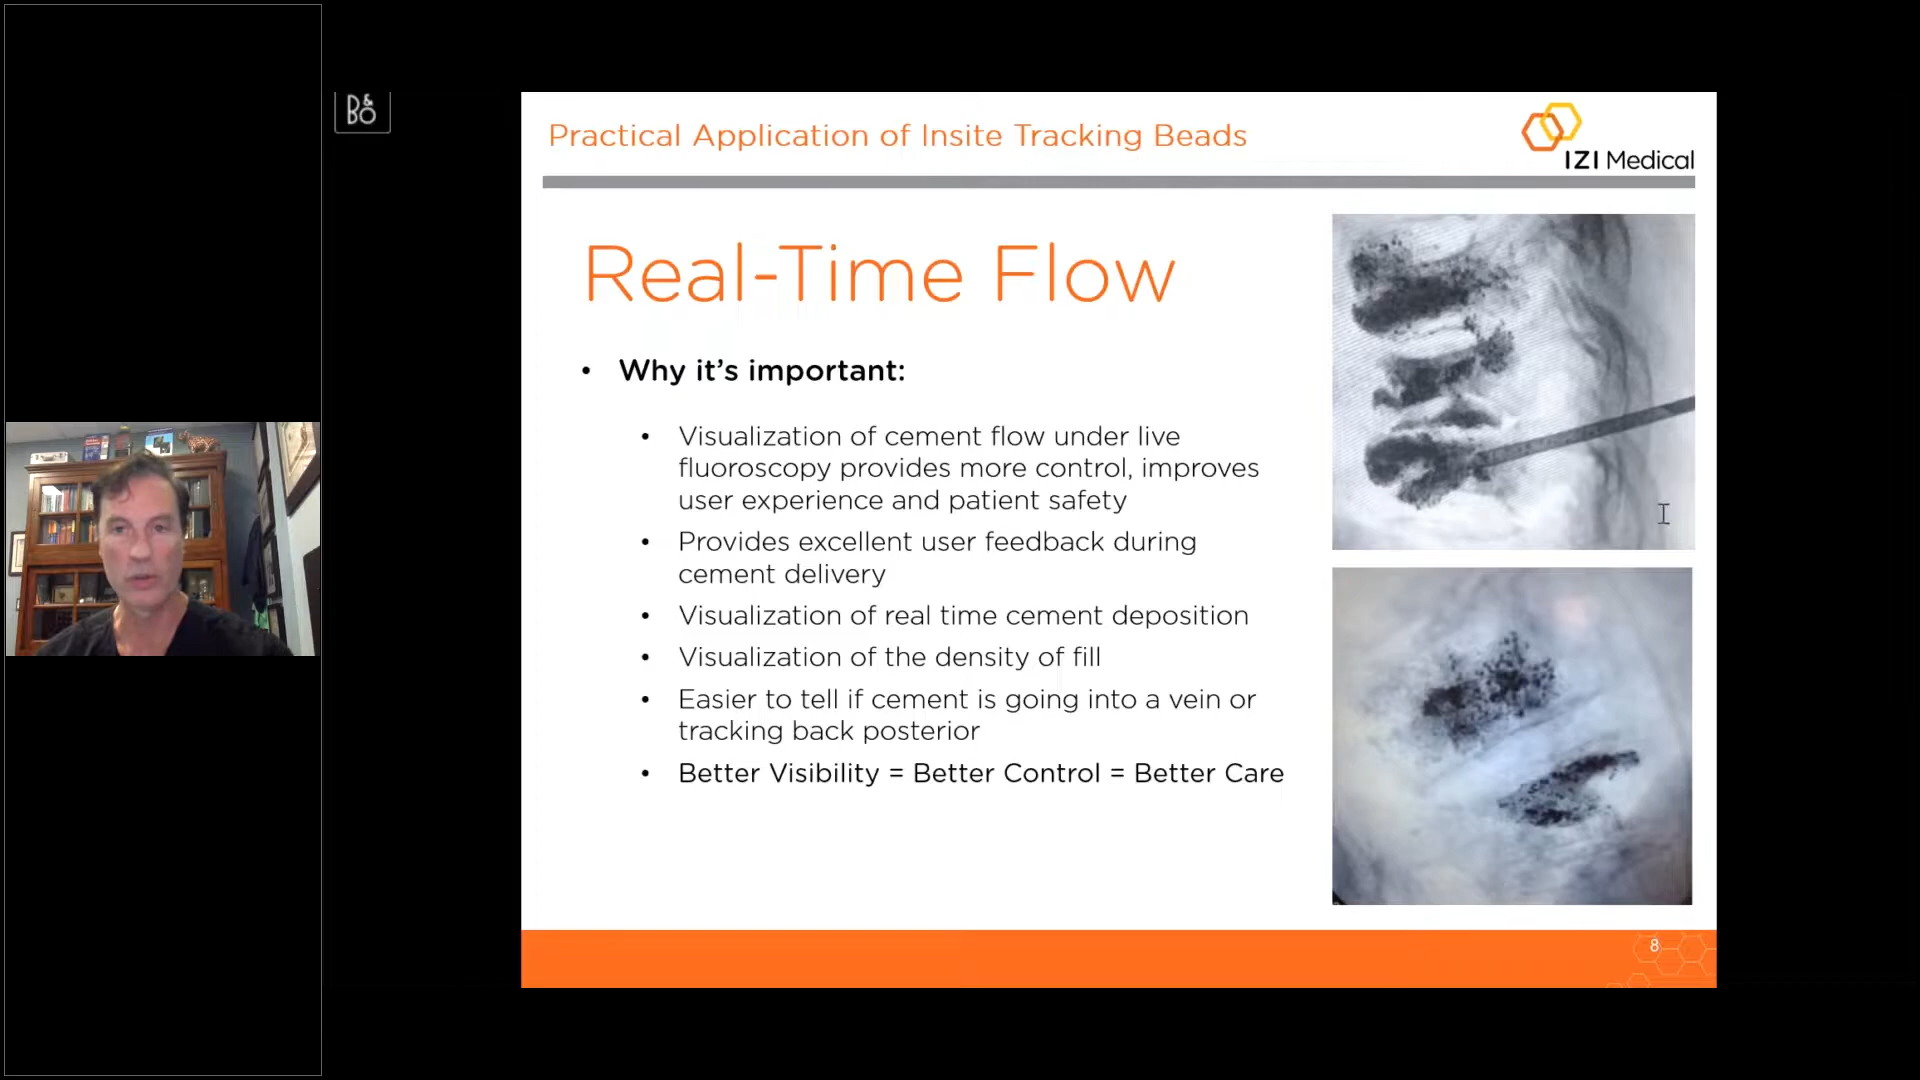 B&O
Practical Application of Insite Tracking Beads
IZI Medical
Real-Time Flow
• Why it's important:
• Visualization of cement flow under live
fluoroscopy provides more control, improves
user experience and patient safety
• Provides excellent user feedback during
cement delivery
• Visualization of real time cement deposition
• Visualization of the density of fill
• Easier to tell if cement is going into a vein or
tracking back posterior
• Better Visibility = Better Control = Better Care
8